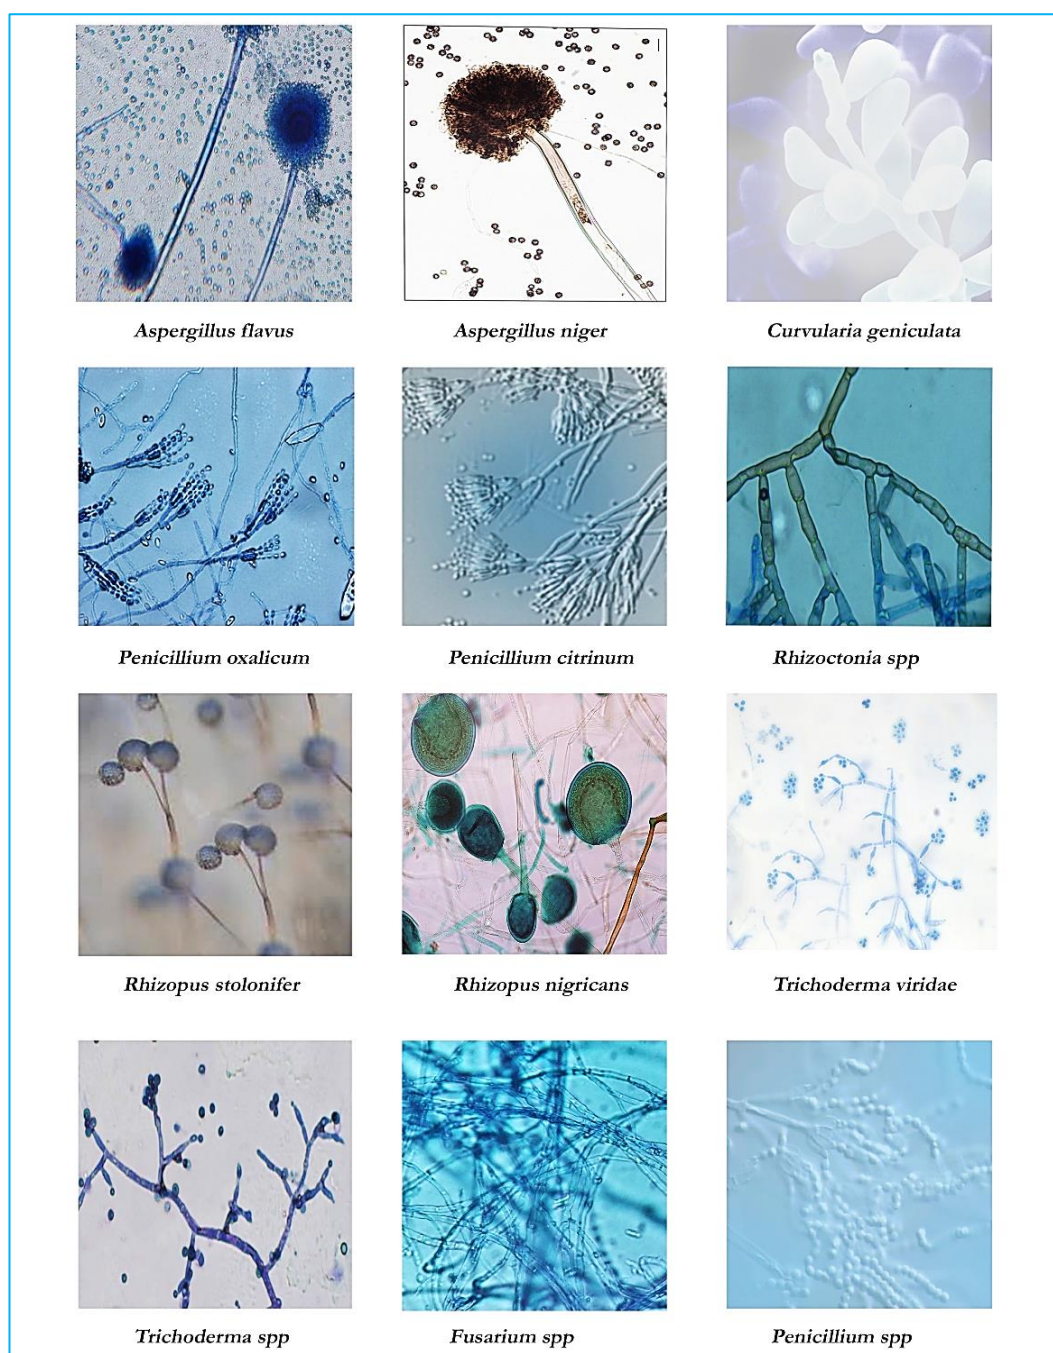 Aspergillus flavus
Aspergillus niger
Curvularia geniculata
Penicillium oxalicum
Penicillium citrinum
Rhizoctonia spp
Rhizopus stolonifer
Rhizopus nigricans
Trichoderma viridae
Trichoderma spp
Fusarium spp
Penicillium spp